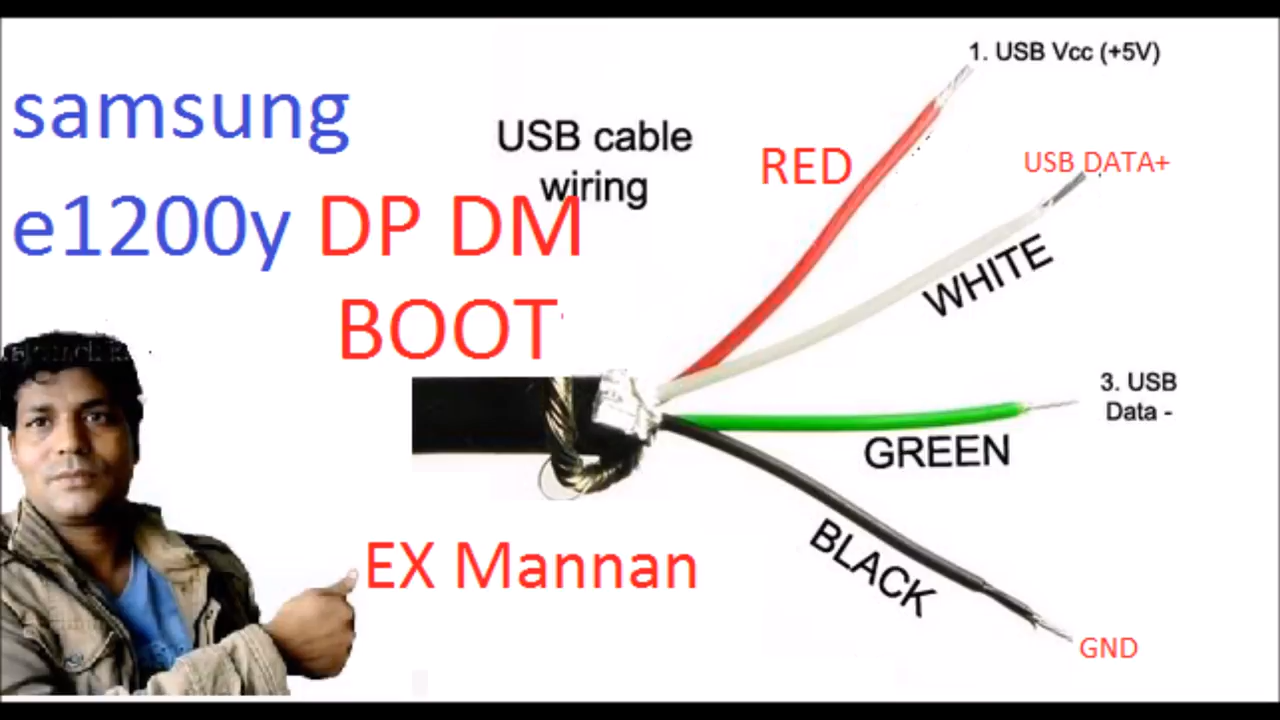 samsung
e1200y DP DM
BOOT
USB cable
wiring
1. USB Vcc (+5V)
RED
USB DATA+
WHITE
3. USB
Data -
GREEN
BLACK
GND
EX Mannan